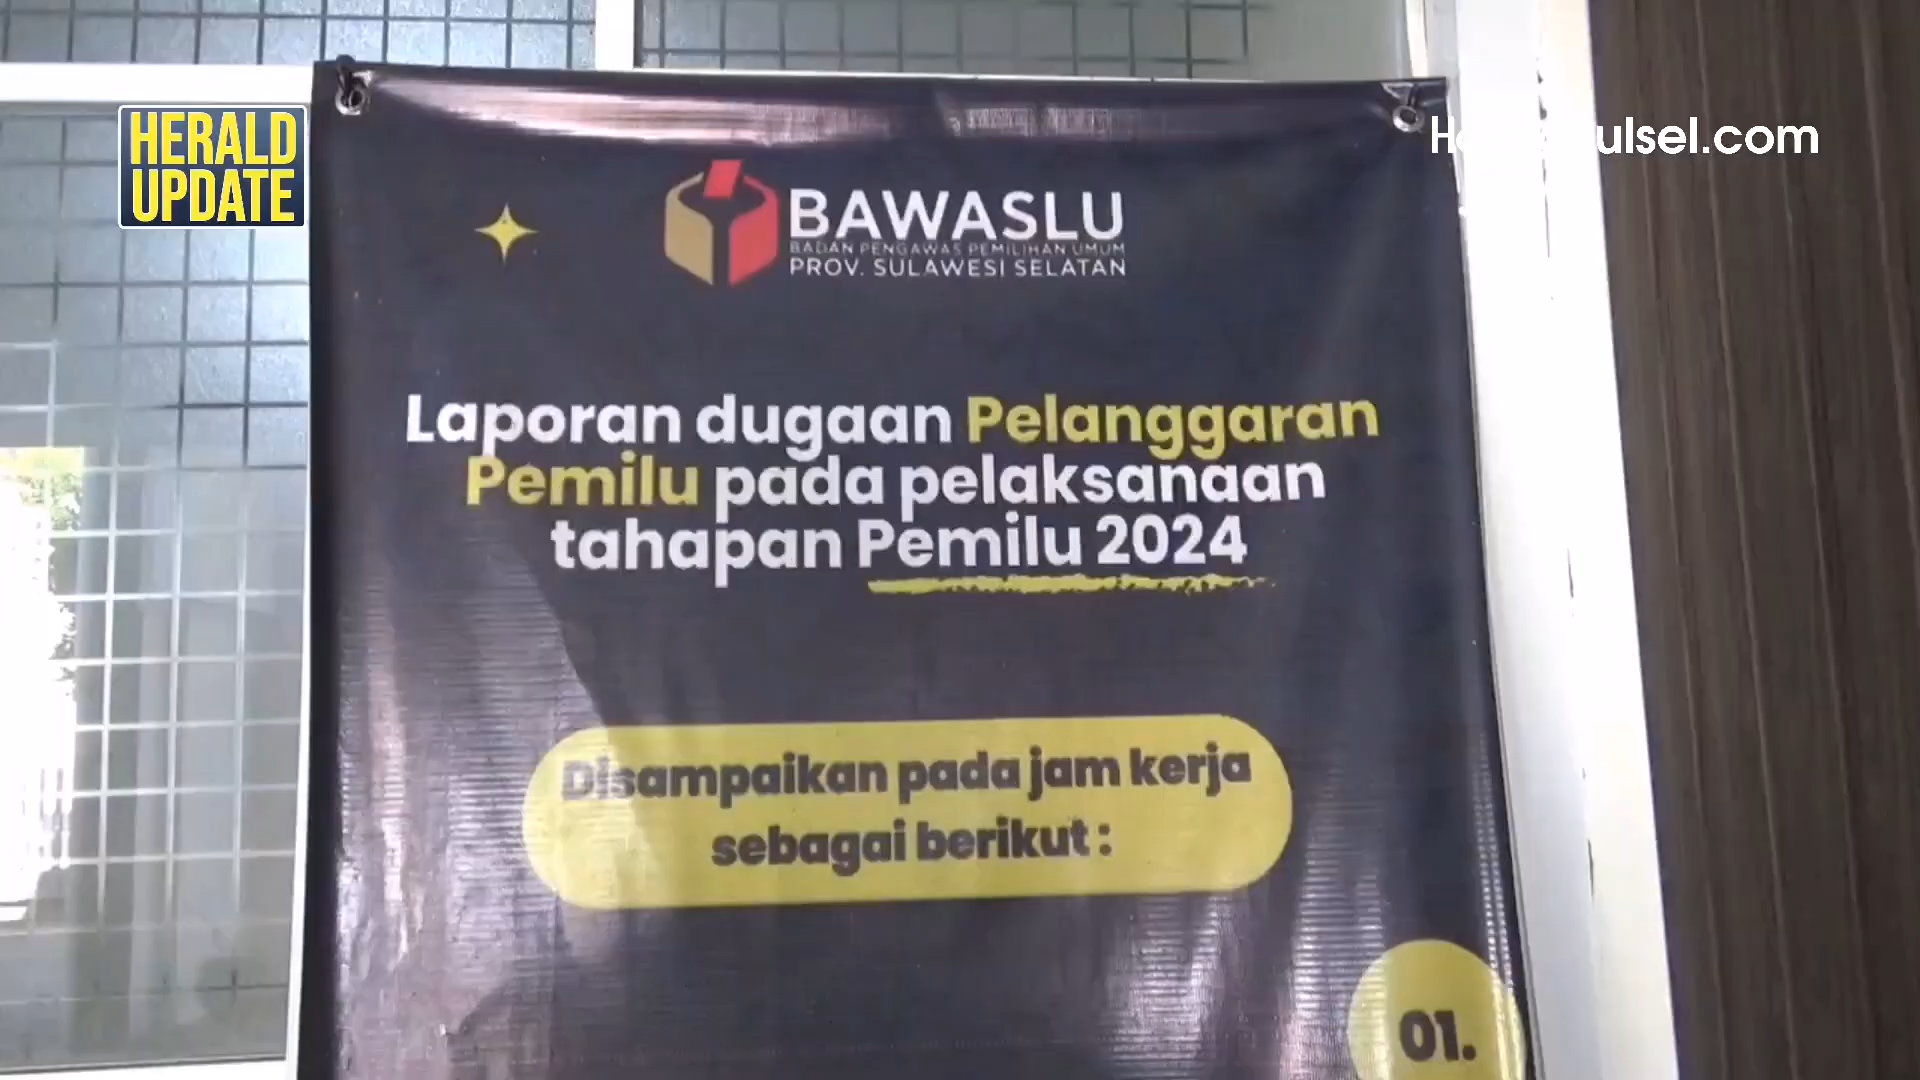 HERALD
UPDATE
ulsel.com
BAWASLU
BADAN PENGAWAS PEMILIHAN UMUM
PROV. SULAWESI SELATAN
Laporan dugaan Pelanggaran
Pemilu pada pelaksanaan
tahapan Pemilu 2024
Disampaikan pada jam kerja
sebagai berikut :
01.